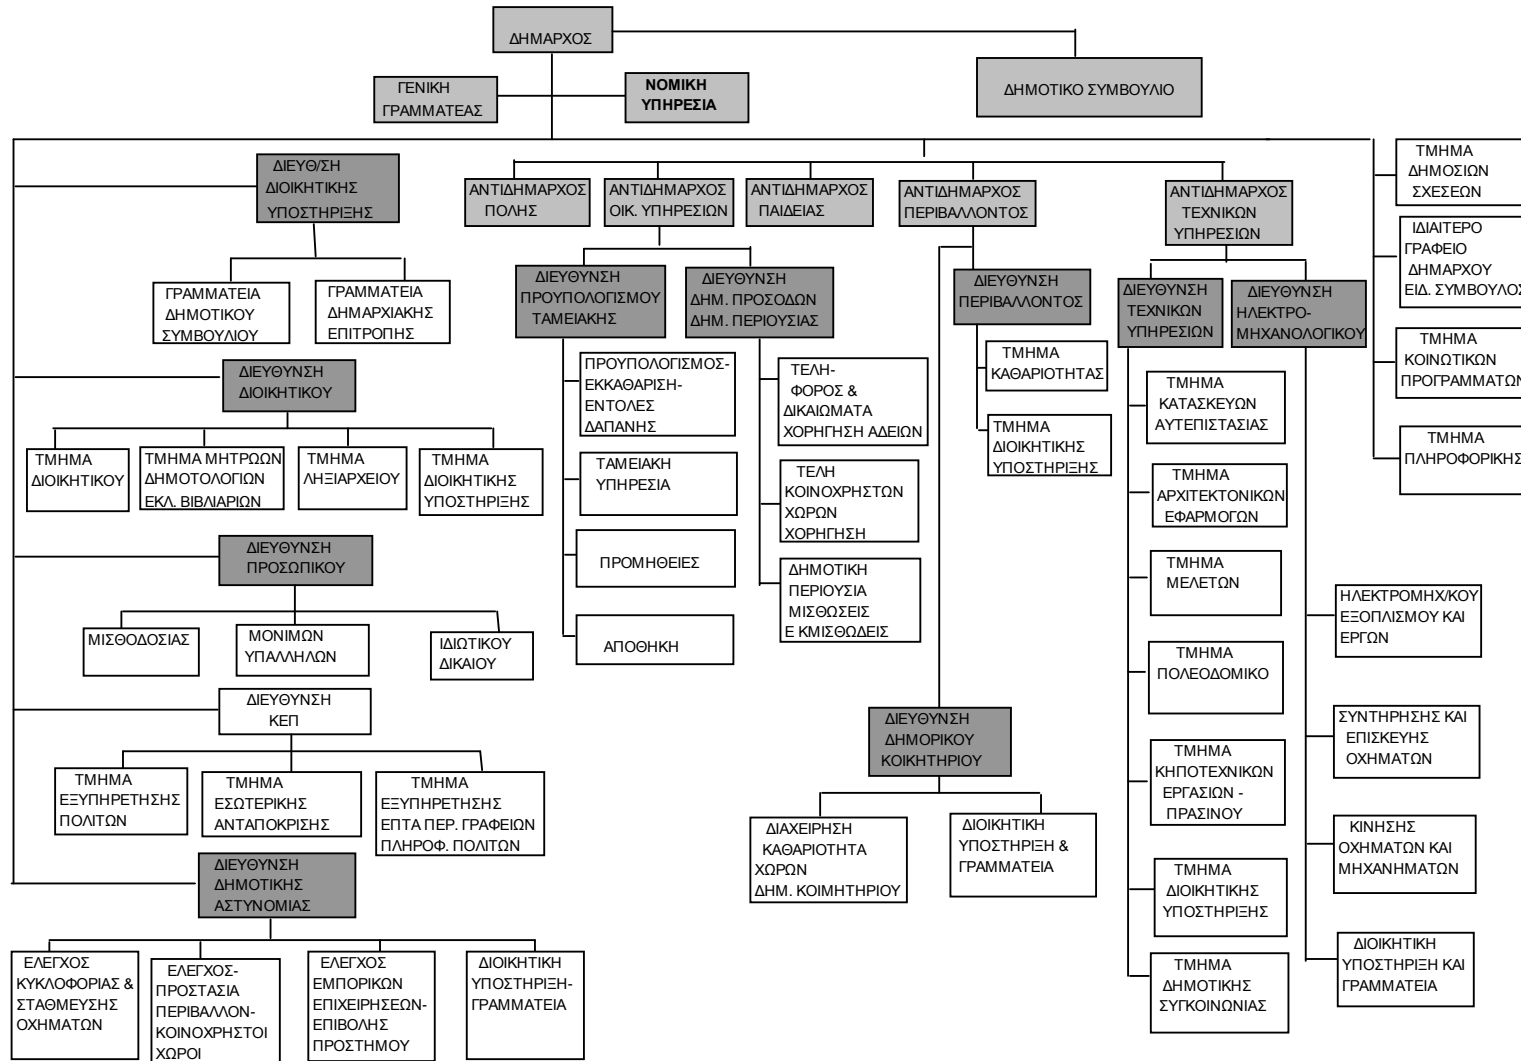 ΔΗΜΑΡΧΟΣ
ΔΗΜΟΤΙΚΟ ΣΥΜΒΟΥΛΙΟ
ΓΕΝΙΚΗ
ΓΡΑΜΜΑΤΕΑΣ
ΝΟΜΙΚΗ
ΥΠΗΡΕΣΙΑ
ΔΙΕΥΘ/ΣΗ
ΔΙΟΙΚΗΤΙΚΗΣ
ΥΠΟΣΤΗΡΙΞΗΣ
ΓΡΑΜΜΑΤΕΙΑ
ΔΗΜΟΤΙΚΟΥ
ΣΥΜΒΟΥΛΙΟΥ
ΓΡΑΜΜΑΤΕΙΑ
ΔΗΜΑΡΧΙΑΚΗΣ
ΕΠΙΤΡΟΠΗΣ
ΔΙΕΥΘΥΝΣΗ
ΔΙΟΙΚΗΤΙΚΟΥ
ΤΜΗΜΑ
ΔΙΟΙΚΗΤΙΚΟΥ
ΤΜΗΜΑ ΜΗΤΡΩΩΝ
ΔΗΜΟΤΟΛΟΓΙΩΝ
ΕΚΛ. ΒΙΒΛΙΑΡΙΩΝ
ΤΜΗΜΑ
ΛΗΞΙΑΡΧΕΙΟΥ
ΤΜΗΜΑ
ΔΙΟΙΚΗΤΙΚΗΣ
ΥΠΟΣΤΗΡΙΞΗΣ
ΔΙΕΥΘΥΝΣΗ
ΠΡΟΣΩΠΙΚΟΥ
ΜΙΣΘΟΔΟΣΙΑΣ
ΜΟΝΙΜΩΝ
ΥΠΑΛΛΗΛΩΝ
ΙΔΙΩΤΙΚΟΥ
ΔΙΚΑΙΟΥ
ΔΙΕΥΘΥΝΣΗ
ΚΕΠ
ΤΜΗΜΑ
ΕΞΥΠΗΡΕΤΗΣΗΣ
ΠΟΛΙΤΩΝ
ΤΜΗΜΑ
ΕΣΩΤΕΡΙΚΗΣ
ΑΝΤΑΠΟΚΡΙΣΗΣ
ΤΜΗΜΑ
ΕΞΥΠΗΡΕΤΗΣΗΣ
ΕΠΤΑ ΠΕΡ. ΓΡΑΦΕΙΩΝ
ΠΛΗΡΟΦ. ΠΟΛΙΤΩΝ
ΔΙΕΥΘΥΝΣΗ
ΔΗΜΟΤΙΚΗΣ
ΑΣΤΥΝΟΜΙΑΣ
ΕΛΕΓΧΟΣ
ΚΥΚΛΟΦΟΡΙΑΣ &
ΣΤΑΘΜΕΥΣΗΣ
ΟΧΗΜΑΤΩΝ
ΕΛΕΓΧΟΣ-
ΠΡΟΣΤΑΣΙΑ
ΠΕΡΙΒΑΛΛΟΝ-
ΚΟΙΝΟΧΡΗΣΤΟΙ
ΧΩΡΟΙ
ΕΛΕΓΧΟΣ
ΕΜΠΟΡΙΚΩΝ
ΕΠΙΧΕΙΡΗΣΕΩΝ-
ΕΠΙΒΟΛΗΣ
ΠΡΟΣΤΗΜΟΥ
ΔΙΟΙΚΗΤΙΚΗ
ΥΠΟΣΤΗΡΙΞΗ-
ΓΡΑΜΜΑΤΕΙΑ
ΑΝΤΙΔΗΜΑΡΧΟΣ
ΠΟΛΗΣ
ΑΝΤΙΔΗΜΑΡΧΟΣ
ΟΙΚ. ΥΠΗΡΕΣΙΩΝ
ΑΝΤΙΔΗΜΑΡΧΟΣ
ΠΑΙΔΕΙΑΣ
ΑΝΤΙΔΗΜΑΡΧΟΣ
ΠΕΡΙΒΑΛΛΟΝΤΟΣ
ΑΝΤΙΔΗΜΑΡΧΟΣ
ΤΕΧΝΙΚΩΝ
ΥΠΗΡΕΣΙΩΝ
ΔΙΕΥΘΥΝΣΗ
ΠΡΟΥΠΟΛΟΓΙΣΜΟΥ
ΤΑΜΕΙΑΚΗΣ
ΠΡΟΥΠΟΛΟΓΙΣΜΟΣ-
ΕΚΚΑΘΑΡΙΣΗ-
ΕΝΤΟΛΕΣ
ΔΑΠΑΝΗΣ
ΤΑΜΕΙΑΚΗ
ΥΠΗΡΕΣΙΑ
ΠΡΟΜΗΘΕΙΕΣ
ΑΠΟΘΗΚΗ
ΔΙΕΥΘΥΝΣΗ
ΔΗΜ. ΠΡΟΣΟΔΩΝ
ΔΗΜ. ΠΕΡΙΟΥΣΙΑΣ
ΤΕΛΗ-
ΦΟΡΟΣ &
ΔΙΚΑΙΩΜΑΤΑ
ΧΟΡΗΓΗΣΗ ΑΔΕΙΩΝ
ΤΕΛΗ
ΚΟΙΝΟΧΡΗΣΤΩΝ
ΧΩΡΩΝ
ΧΟΡΗΓΗΣΗ
ΔΗΜΟΤΙΚΗ
ΠΕΡΙΟΥΣΙΑ
ΜΙΣΘΩΣΕΙΣ
Ε ΚΜΙΣΘΩΔΕΙΣ
ΔΙΕΥΘΥΝΣΗ
ΠΕΡΙΒΑΛΛΟΝΤΟΣ
ΤΜΗΜΑ
ΚΑΘΑΡΙΟΤΗΤΑΣ
ΤΜΗΜΑ
ΔΙΟΙΚΗΤΙΚΗΣ
ΥΠΟΣΤΗΡΙΞΗΣ
ΔΙΕΥΘΥΝΣΗ
ΔΗΜΟΡΙΚΟΥ
ΚΟΙΚΗΤΗΡΙΟΥ
ΔΙΑΧΕΙΡΗΣΗ
ΚΑΘΑΡΙΟΤΗΤΑ
ΧΩΡΩΝ
ΔΗΜ. ΚΟΙΜΗΤΗΡΙΟΥ
ΔΙΟΙΚΗΤΙΚΗ
ΥΠΟΣΤΗΡΙΞΗ &
ΓΡΑΜΜΑΤΕΙΑ
ΔΙΕΥΘΥΝΣΗ
ΤΕΧΝΙΚΩΝ
ΥΠΗΡΕΣΙΩΝ
ΤΜΗΜΑ
ΚΑΤΑΣΚΕΥΩΝ
ΑΥΤΕΠΙΣΤΑΣΙΑΣ
ΤΜΗΜΑ
ΑΡΧΙΤΕΚΤΟΝΙΚΩΝ
ΕΦΑΡΜΟΓΩΝ
ΤΜΗΜΑ
ΜΕΛΕΤΩΝ
ΤΜΗΜΑ
ΠΟΛΕΟΔΟΜΙΚΟ
ΤΜΗΜΑ
ΚΗΠΟΤΕΧΝΙΚΩΝ
ΕΡΓΑΣΙΩΝ -
ΠΡΑΣΙΝΟΥ
ΤΜΗΜΑ
ΔΙΟΙΚΗΤΙΚΗΣ
ΥΠΟΣΤΗΡΙΞΗΣ
ΤΜΗΜΑ
ΔΗΜΟΤΙΚΗΣ
ΣΥΓΚΟΙΝΩΝΙΑΣ
ΔΙΕΥΘΥΝΣΗ
ΗΛΕΚΤΡΟ-
ΜΗΧΑΝΟΛΟΓΙΚΟΥ
ΗΛΕΚΤΡΟΜΗΧ/ΚΟΥ
ΕΞΟΠΛΙΣΜΟΥ ΚΑΙ
ΕΡΓΩΝ
ΣΥΝΤΗΡΗΣΗΣ ΚΑΙ
ΕΠΙΣΚΕΥΗΣ
ΟΧΗΜΑΤΩΝ
ΚΙΝΗΣΗΣ
ΟΧΗΜΑΤΩΝ ΚΑΙ
ΜΗΧΑΝΗΜΑΤΩΝ
ΔΙΟΙΚΗΤΙΚΗ
ΥΠΟΣΤΗΡΙΞΗ ΚΑΙ
ΓΡΑΜΜΑΤΕΙΑ
ΤΜΗΜΑ
ΔΗΜΟΣΙΩΝ
ΣΧΕΣΕΩΝ
ΙΔΙΑΙΤΕΡΟ
ΓΡΑΦΕΙΟ
ΔΗΜΑΡΧΟΥ
ΕΙΔ. ΣΥΜΒΟΥΛΟΣ
ΤΜΗΜΑ
ΚΟΙΝΩΤΙΚΩΝ
ΠΡΟΓΡΑΜΜΑΤΩΝ
ΤΜΗΜΑ
ΠΛΗΡΟΦΟΡΙΚΗΣ